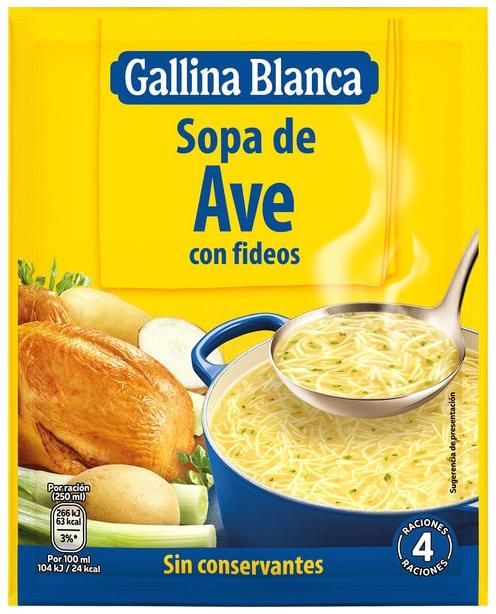 Gallina Blanca
Sopa de
Ave
con fideos
Sugerencia de presentación
Por ración
(250 ml)
266 kJ
63 kcal
3%*
Por 100 ml
104 kJ / 24 kcal
Sin conservantes
RACIONES
4
RACIONES